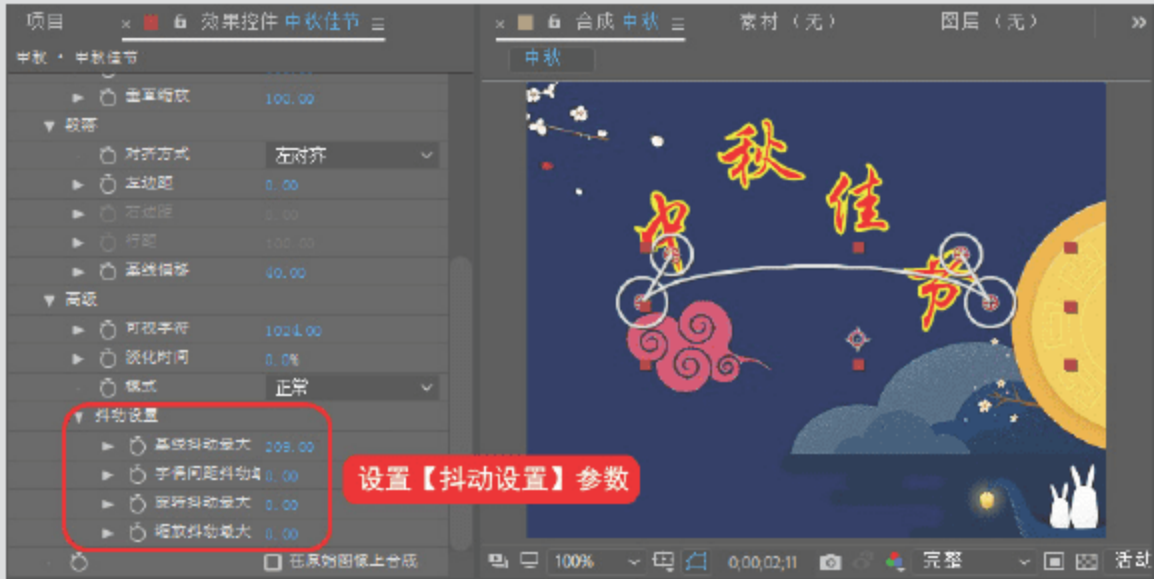 项目
效果控件 中秋佳节
中秋 · 中秋佳节
垂直缩放 100.00
段落
对齐方式 左对齐
左边距 0.00
右边距 0.00
行距 100.00
基线偏移 40.00
高级
可视字符 1024.00
淡化时间 0.0%
模式 正常
抖动设置
基线抖动最大 209.00
字偶间距抖动 0.00
旋转抖动最大 0.00
缩放抖动最大 0.00
在原始图像上合成
设置【抖动设置】参数
合成 中秋
素材 (无)
图层 (无)
中秋
中秋佳节
100%
0;00;02;11
完整
活动